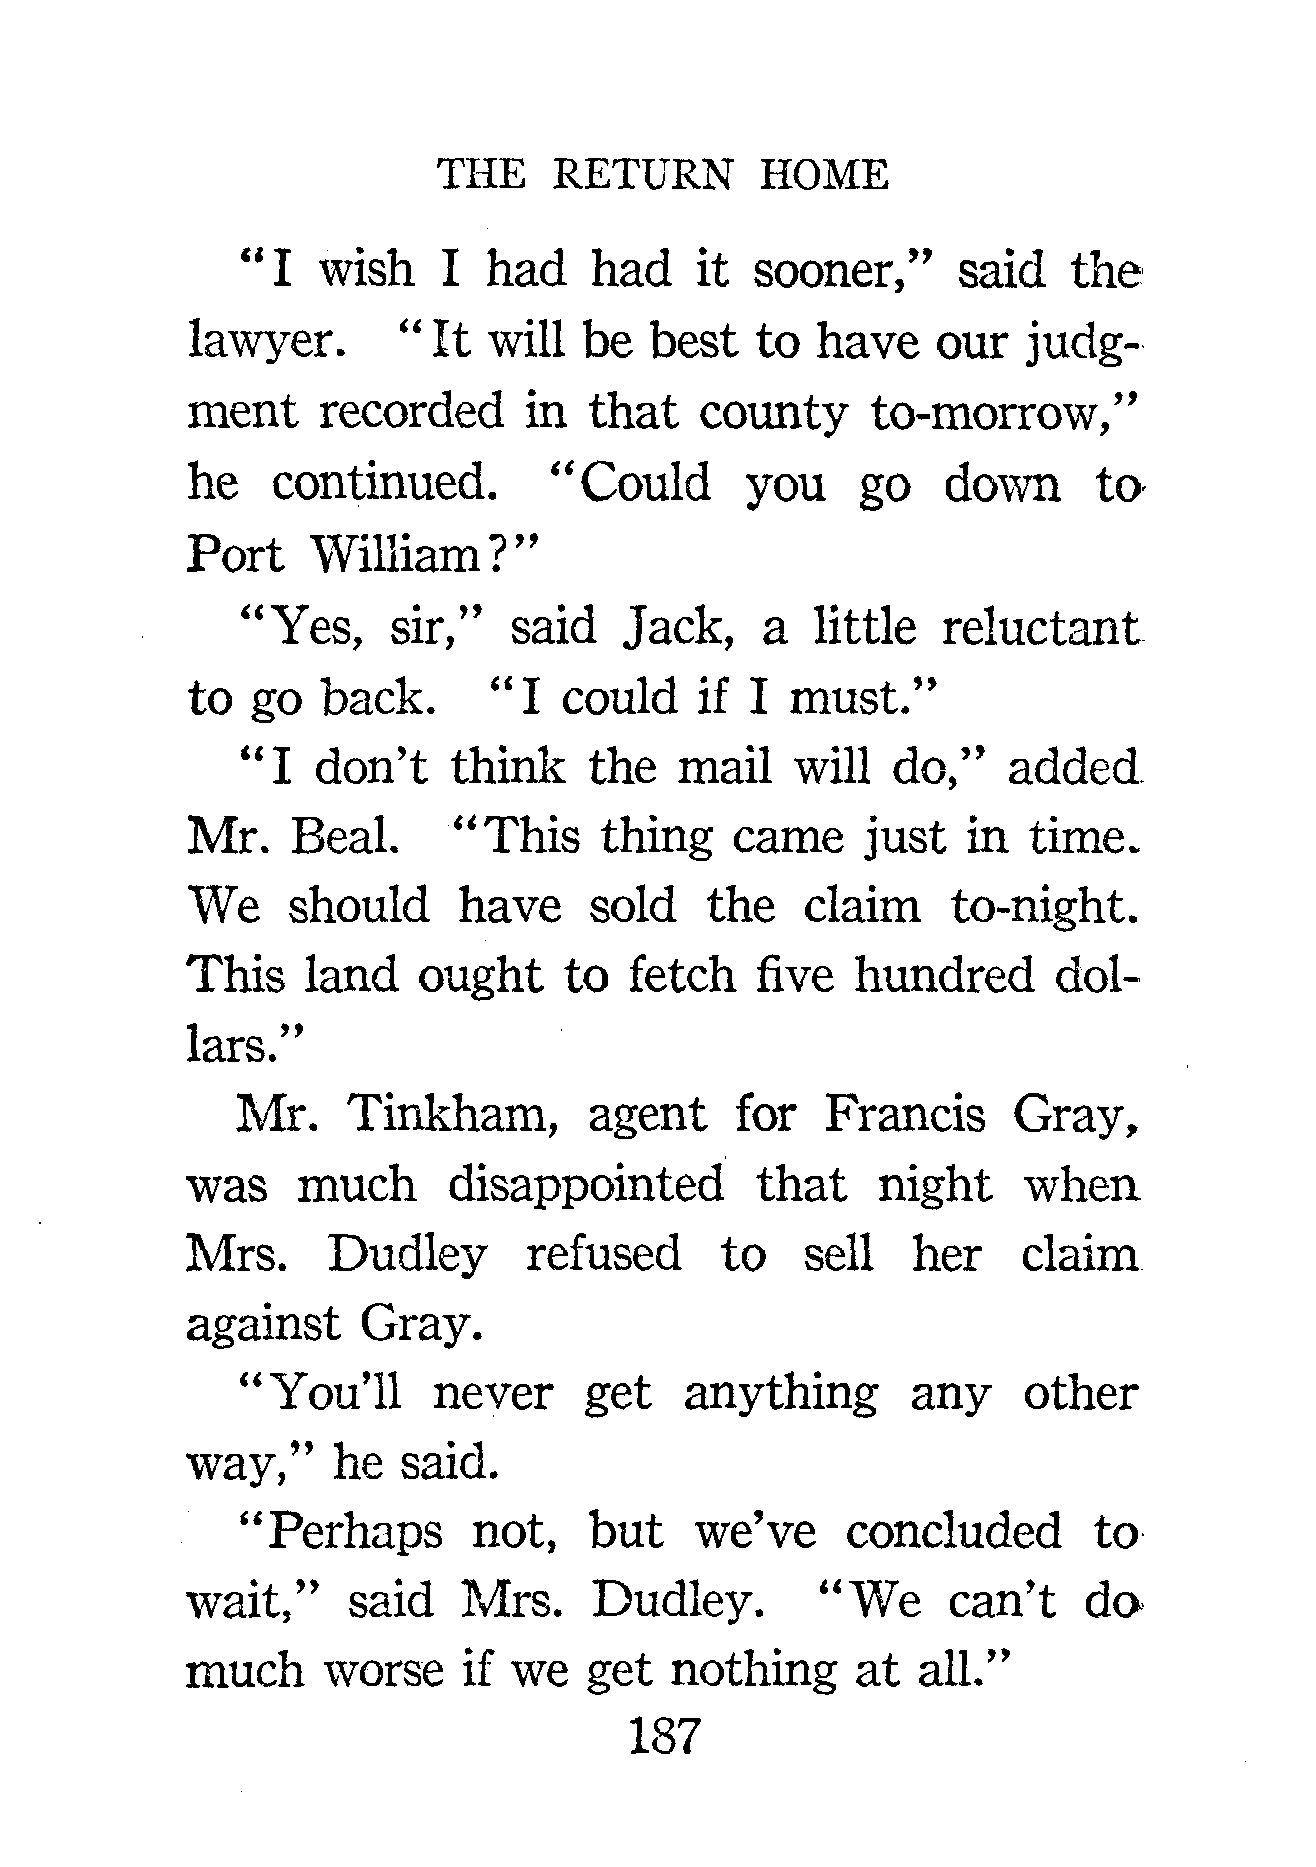 THE RETURN HOME
“I wish I had had it sooner,” said the
lawyer. “It will be best to have our judg-
ment recorded in that county to-morrow,”
he continued. “Could you go down to
Port William?”
“Yes, sir,” said Jack, a little reluctant
to go back. “I could if I must.”
“I don’t think the mail will do,” added
Mr. Beal. “This thing came just in time.
We should have sold the claim to-night.
This land ought to fetch five hundred dol-
lars.”
Mr. Tinkham, agent for Francis Gray,
was much disappointed that night when
Mrs. Dudley refused to sell her claim
against Gray.
“You’ll never get anything any other
way,” he said.
“Perhaps not, but we’ve concluded to
wait,” said Mrs. Dudley. “We can’t do
much worse if we get nothing at all.”
187